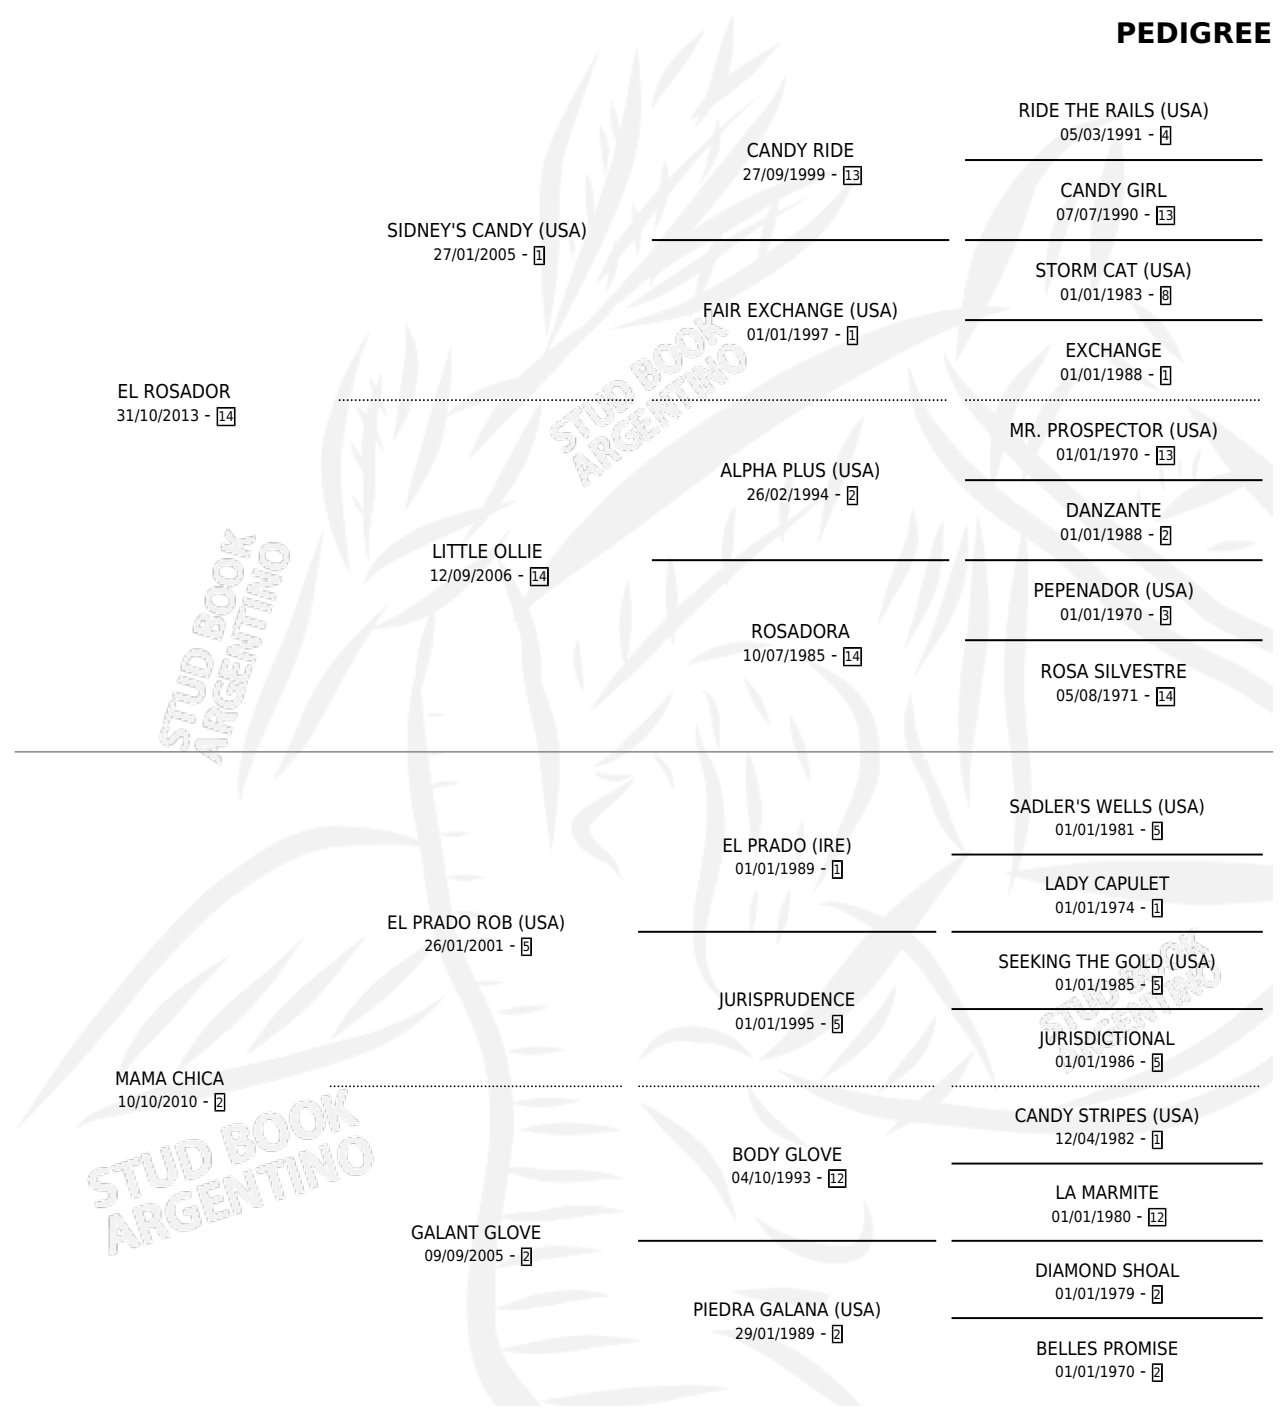 PEDIGREE
RIDE THE RAILS (USA)
05/03/1991 - 4
CANDY RIDE
27/09/1999 - 13
CANDY GIRL
07/07/1990 - 13
SIDNEY'S CANDY (USA)
27/01/2005 - 1
STORM CAT (USA)
01/01/1983 - 8
FAIR EXCHANGE (USA)
01/01/1997 - 1
EXCHANGE
01/01/1988 - 1
EL ROSADOR
31/10/2013 - 14
MR. PROSPECTOR (USA)
01/01/1970 - 13
ALPHA PLUS (USA)
26/02/1994 - 2
DANZANTE
01/01/1988 - 2
LITTLE OLLIE
12/09/2006 - 14
PEPENADOR (USA)
01/01/1970 - 3
ROSADORA
10/07/1985 - 14
ROSA SILVESTRE
05/08/1971 - 14
SADLER'S WELLS (USA)
01/01/1981 - 5
EL PRADO (IRE)
01/01/1989 - 1
LADY CAPULET
01/01/1974 - 1
EL PRADO ROB (USA)
26/01/2001 - 5
SEEKING THE GOLD (USA)
01/01/1985 - 5
JURISPRUDENCE
01/01/1995 - 5
JURISDICTIONAL
01/01/1986 - 5
MAMA CHICA
10/10/2010 - 2
CANDY STRIPES (USA)
12/04/1982 - 1
BODY GLOVE
04/10/1993 - 12
LA MARMITE
01/01/1980 - 12
GALANT GLOVE
09/09/2005 - 2
DIAMOND SHOAL
01/01/1979 - 2
PIEDRA GALANA (USA)
29/01/1989 - 2
BELLES PROMISE
01/01/1970 - 2
STUD BOOK
ARGENTINO
STUD BOOK
ARGENTINO
STUD BOOK
ARGENTINO
STUD BOOK
ARGENTINO